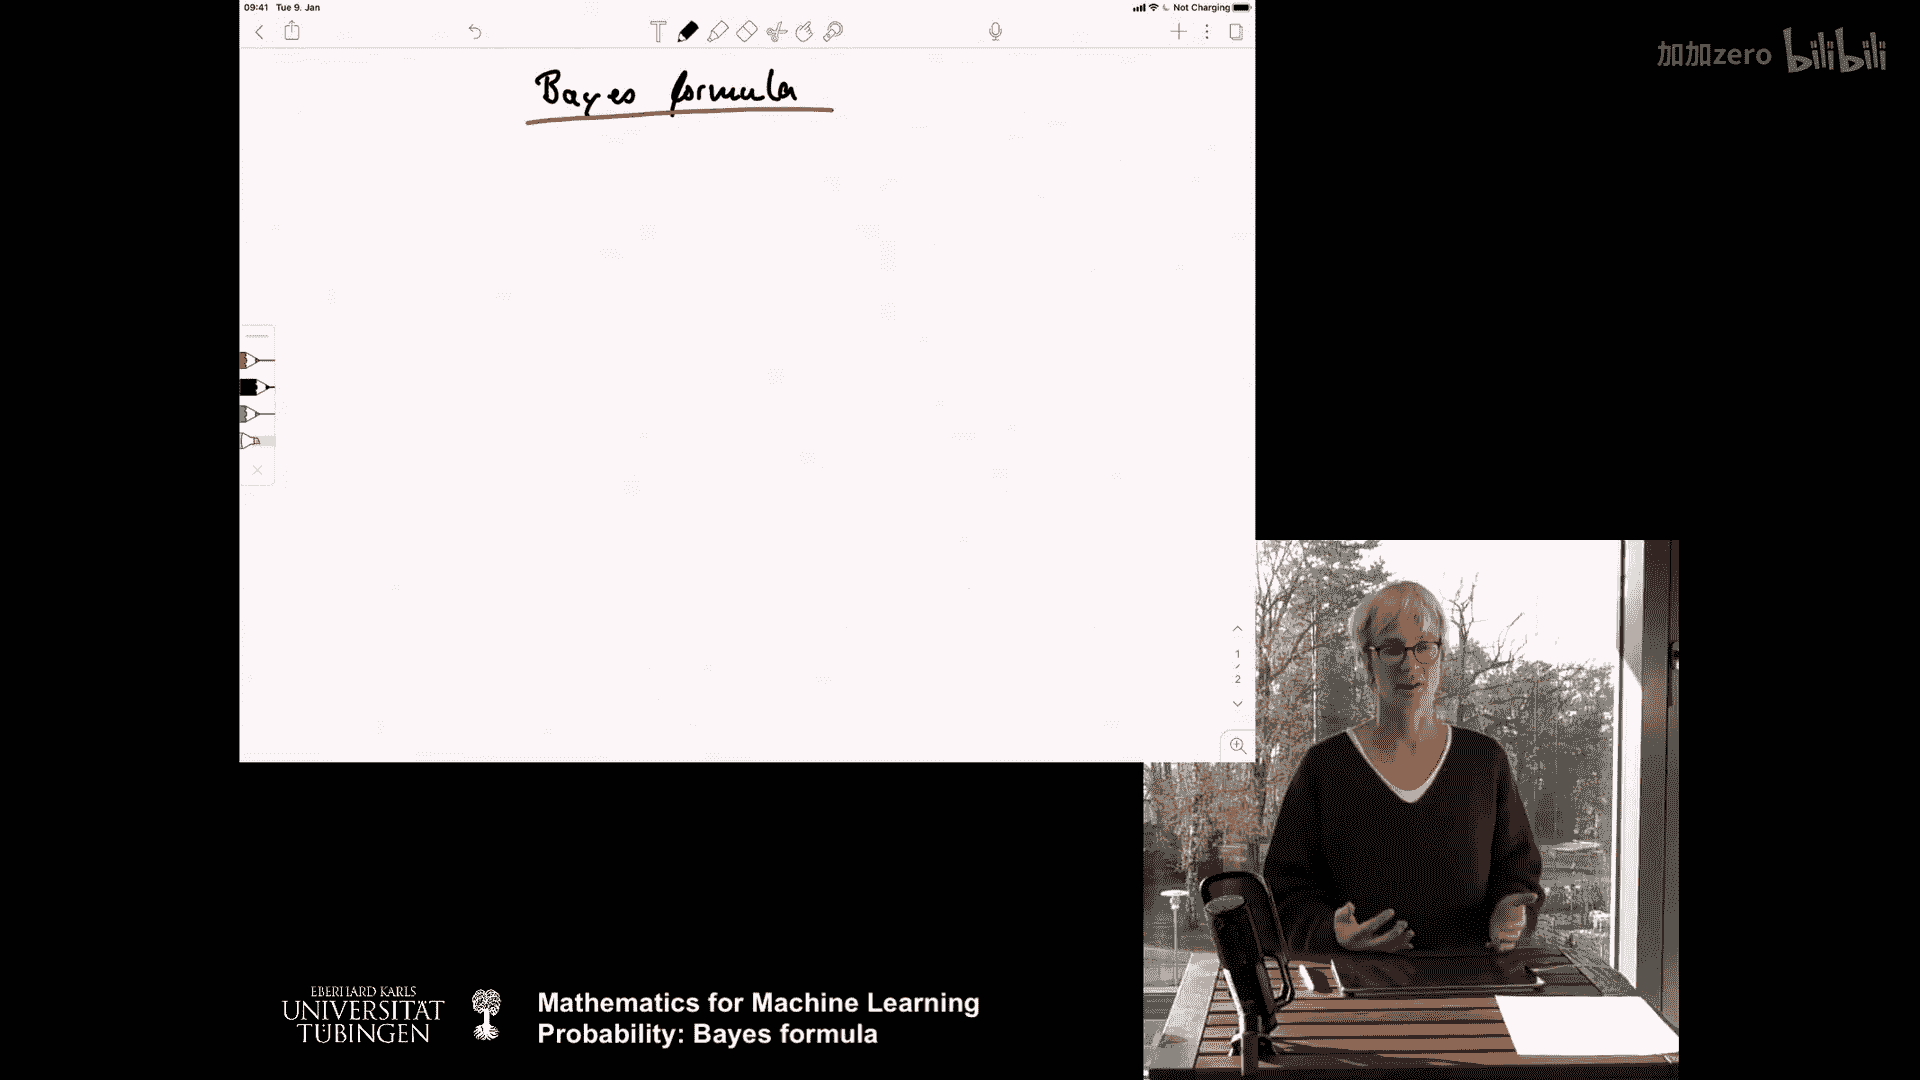 09:41 Tue 9. Jan
Not Charging
T
Bayes formula
加加zero bilibili
1
2
EBERHARD KARLS
UNIVERSITÄT
TÜBINGEN
Mathematics for Machine Learning
Probability: Bayes formula